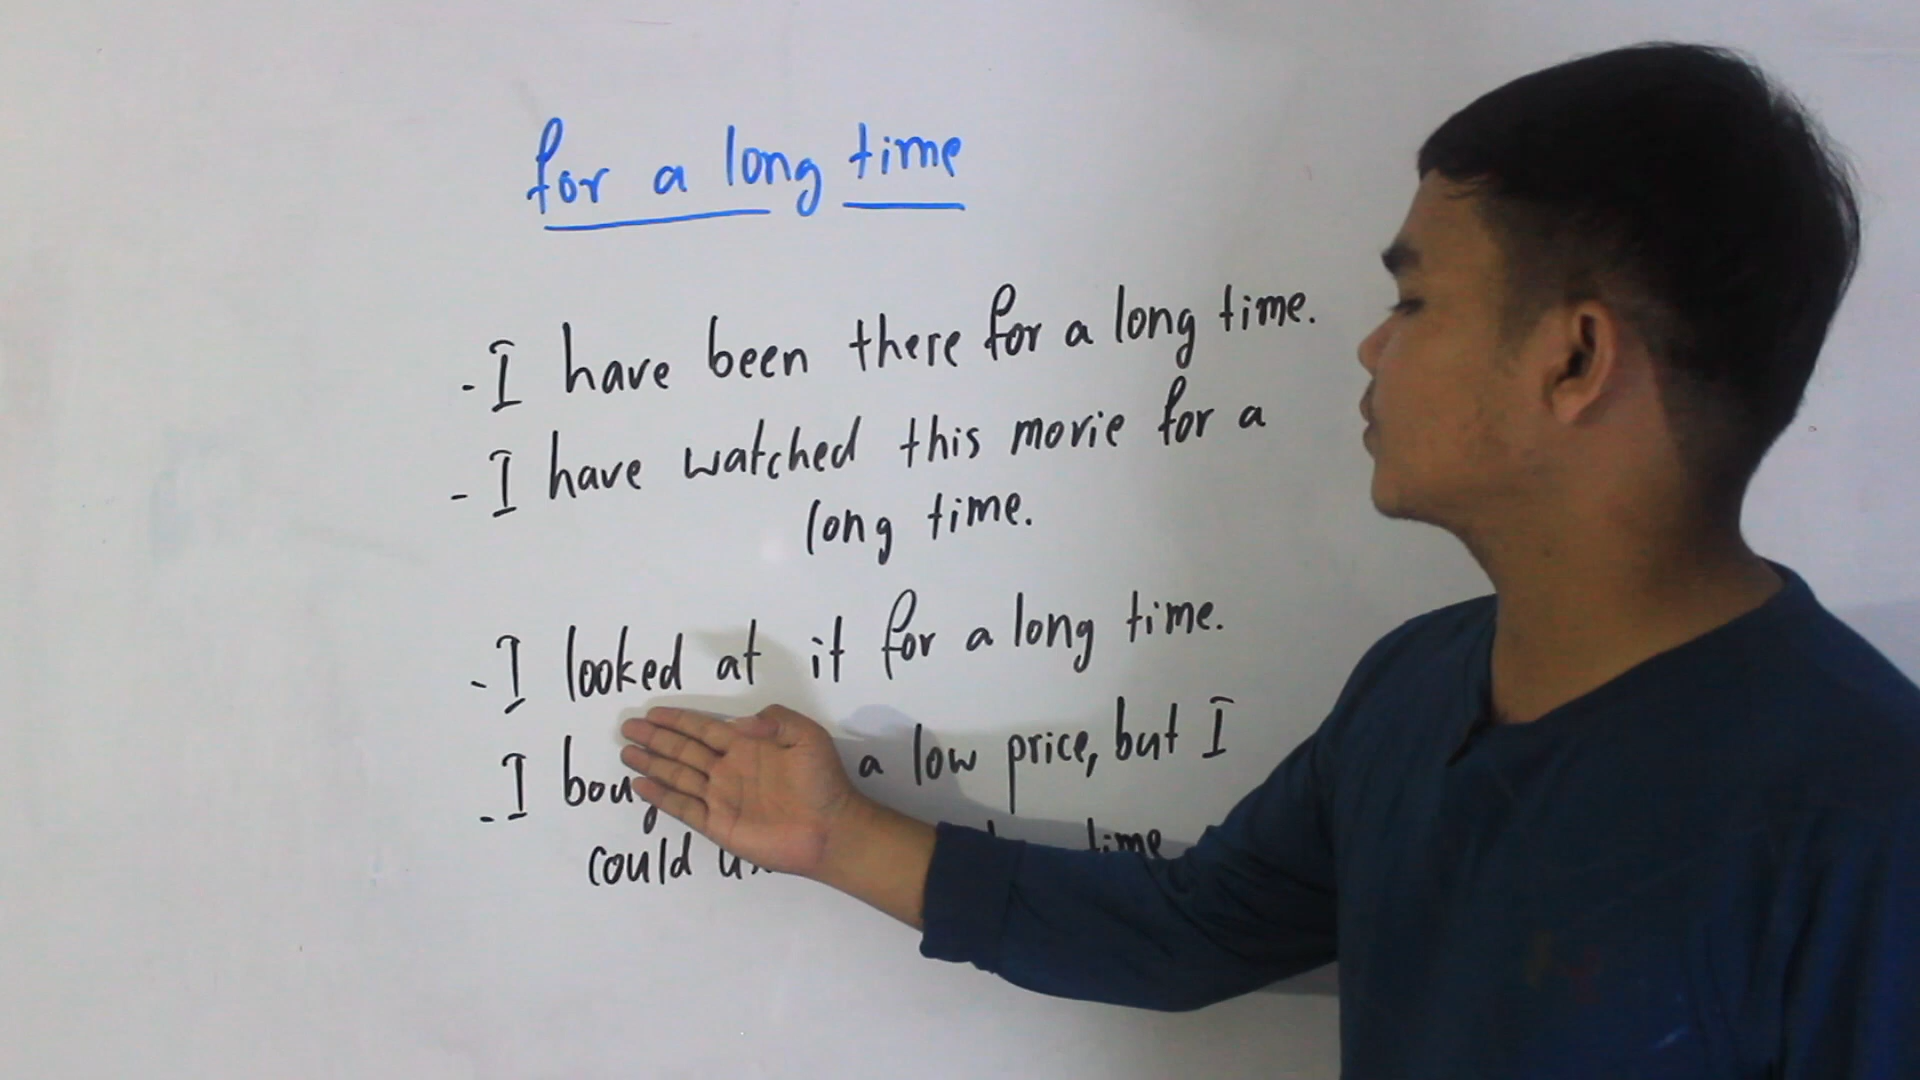 for a long time
- I have been there for a long time.
- I have watched this movie for a
long time.
- I looked at it for a long time.
- I a low price, but I
could time